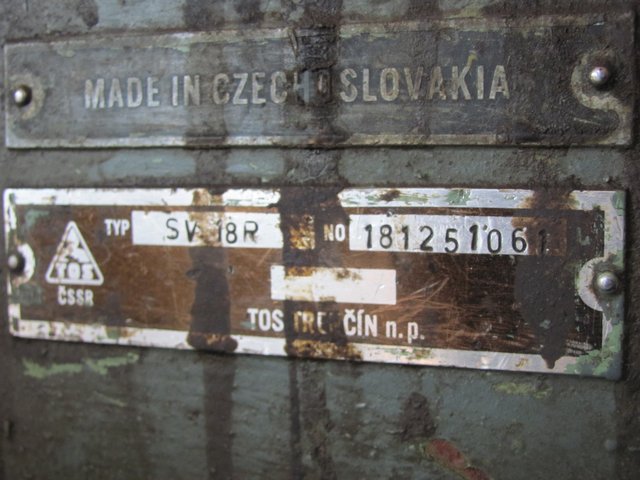 MADE IN CZECHOSLOVAKIA
TYP SV 18R NO 181251061
TOS
ČSSR
TOS TRENČÍN n.p.